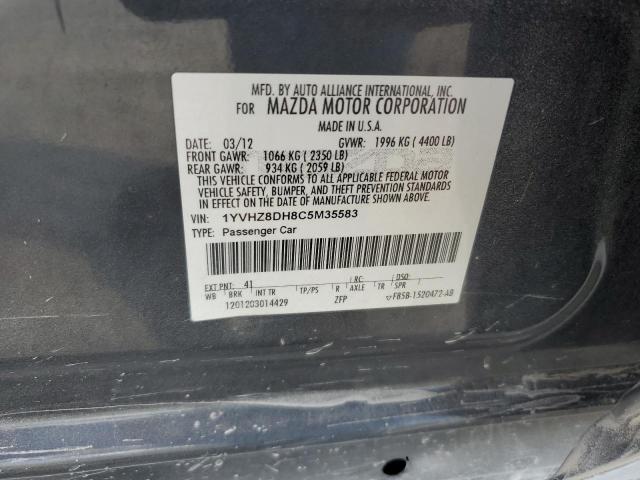 MFD. BY AUTO ALLIANCE INTERNATIONAL, INC.
FOR MAZDA MOTOR CORPORATION
MADE IN U.S.A.
DATE: 03/12 GVWR: 1996 KG ( 4400 LB)
FRONT GAWR: 1066 KG ( 2350 LB)
REAR GAWR: 934 KG ( 2059 LB)
THIS VEHICLE CONFORMS TO ALL APPLICABLE FEDERAL MOTOR
VEHICLE SAFETY, BUMPER, AND THEFT PREVENTION STANDARDS
IN EFFECT ON THE DATE OF MANUFACTURE SHOWN ABOVE.
VIN: 1YVHZ8DH8C5M35583
TYPE: Passenger Car
EXT PNT: 41 RC: DSO:
WB BRK INT TR TP/PS R AXLE TR SPR
1201203014429 ZFP F85B-1520472-AB